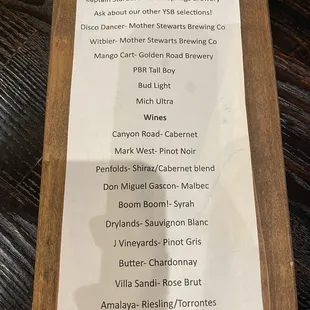 Ask about our other YSB selections!
Disco Dancer- Mother Stewarts Brewing Co
Witbier- Mother Stewarts Brewing Co
Mango Cart- Golden Road Brewery
PBR Tall Boy
Bud Light
Mich Ultra
Wines
Canyon Road- Cabernet
Mark West- Pinot Noir
Penfolds- Shiraz/Cabernet blend
Don Miguel Gascon- Malbec
Boom Boom!- Syrah
Drylands- Sauvignon Blanc
J Vineyards- Pinot Gris
Butter- Chardonnay
Villa Sandi- Rose Brut
Amalaya- Riesling/Torrontes